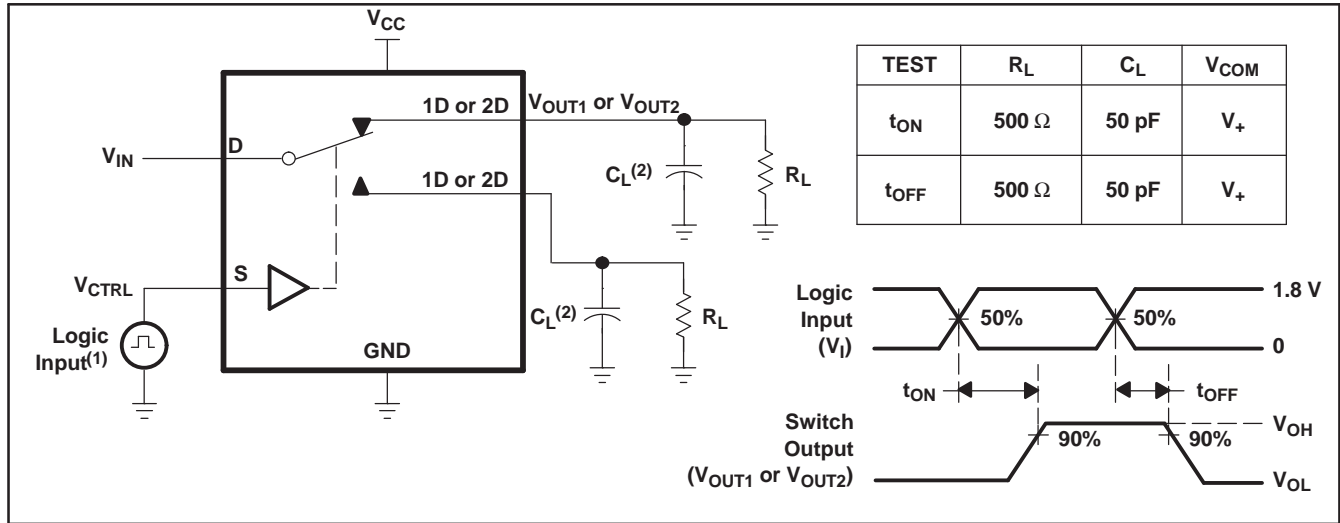 VCC
1D or 2D VOUT1 or VOUT2
VIN D
CL(2) RL
1D or 2D
VCTRL S
Logic
Input(1)
CL(2) RL
GND
TEST RL CL VCOM
tON 500 Ω 50 pF V+
tOFF 500 Ω 50 pF V+
Logic
Input
(VI)
50% 50%
1.8 V
0
tON tOFF
Switch
Output
(VOUT1 or VOUT2)
90% 90%
VOH
VOL